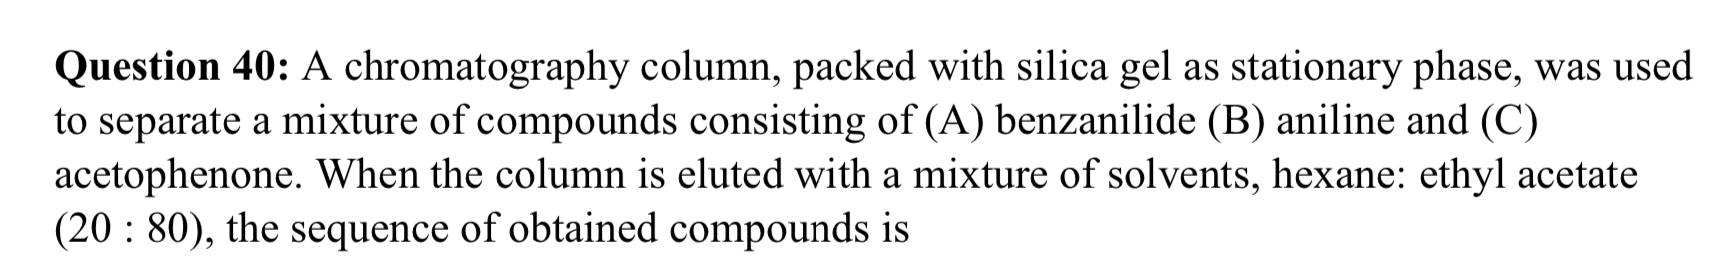 Question 40: A chromatography column, packed with silica gel as stationary phase, was used
to separate a mixture of compounds consisting of (A) benzanilide (B) aniline and (C)
acetophenone. When the column is eluted with a mixture of solvents, hexane: ethyl acetate
(20 : 80), the sequence of obtained compounds is